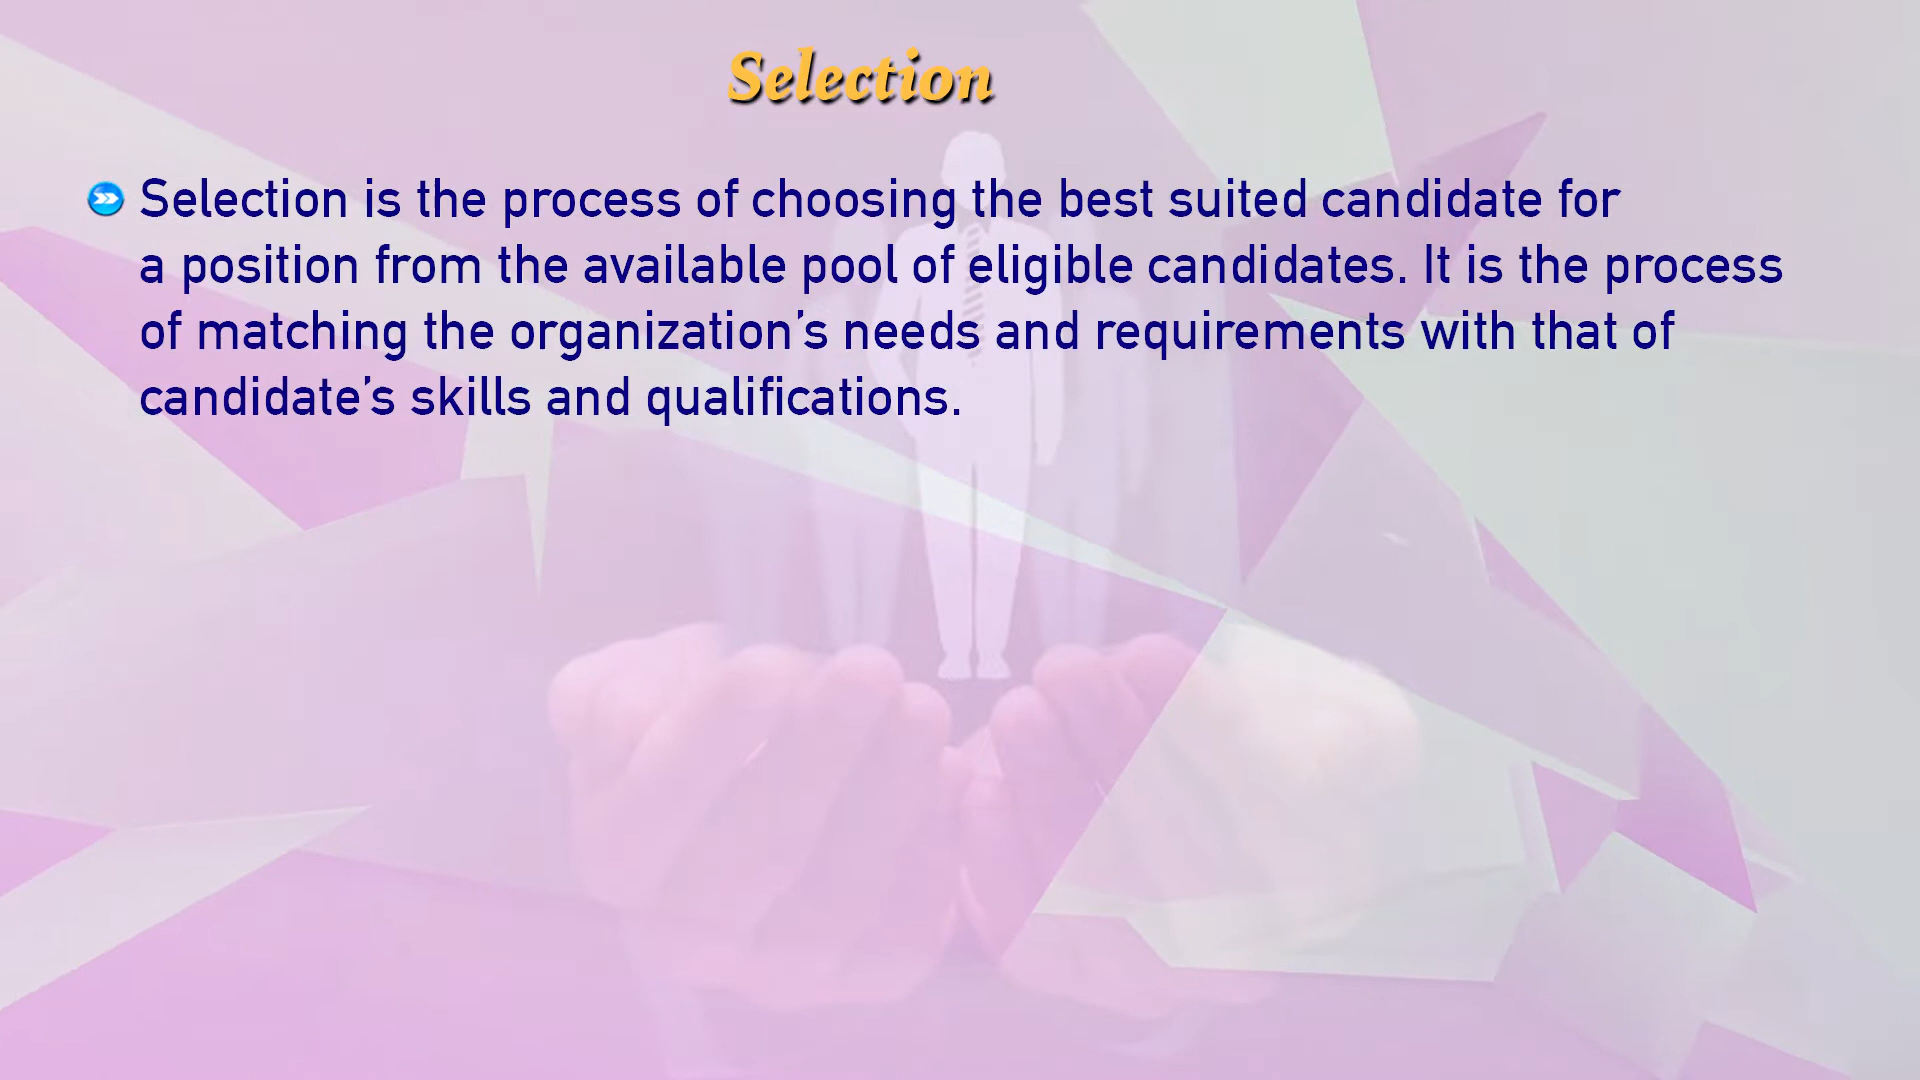 Selection
Selection is the process of choosing the best suited candidate for
a position from the available pool of eligible candidates. It is the process
of matching the organization’s needs and requirements with that of
candidate’s skills and qualifications.